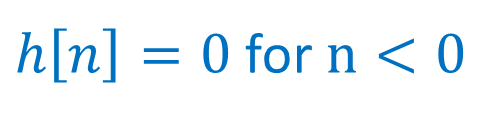 h[n] = 0 for n < 0